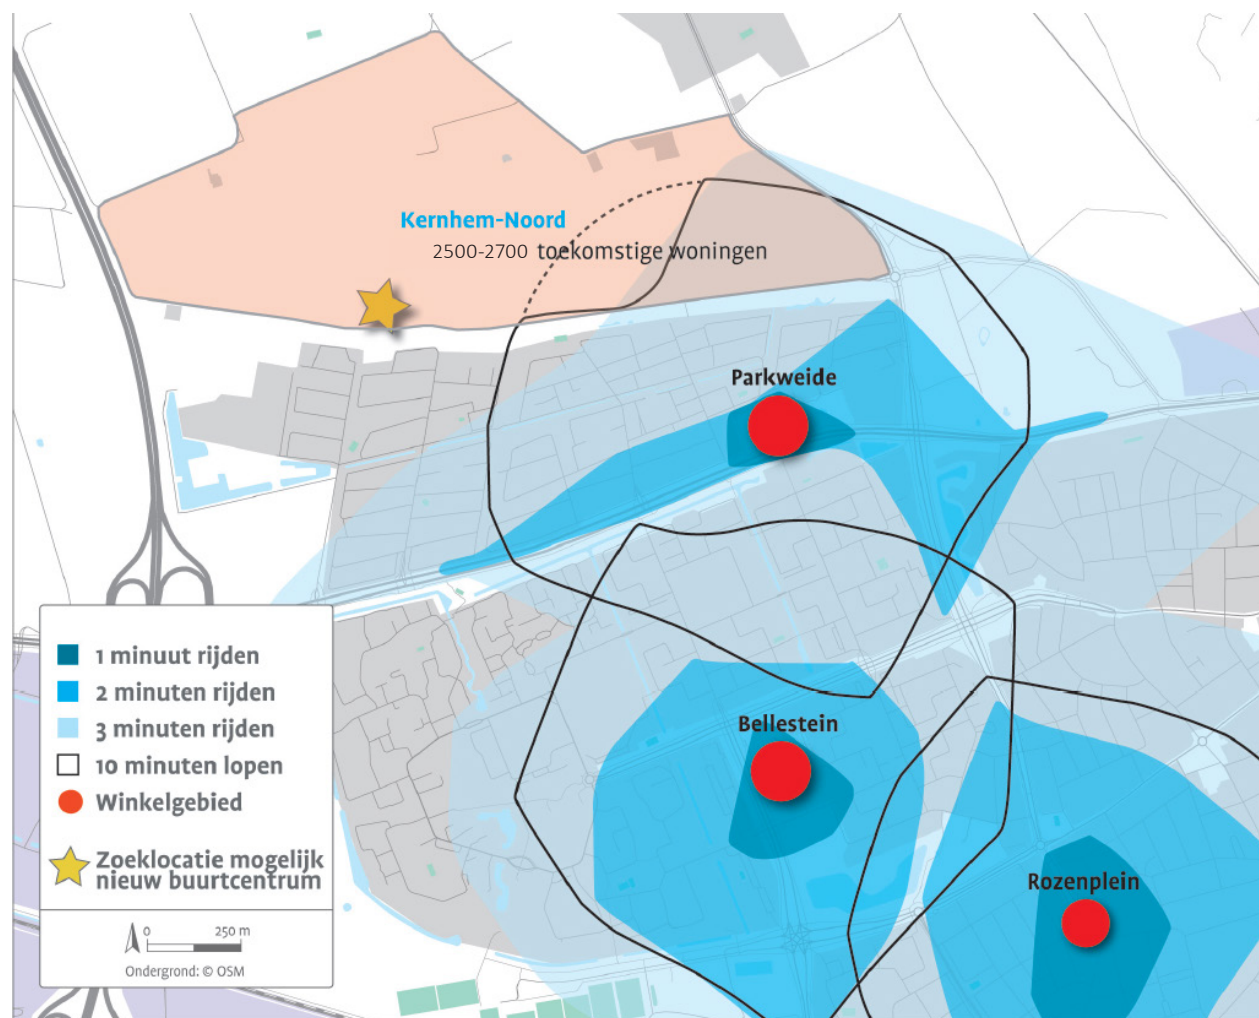 Kernhem-Noord
2500-2700 toekomstige woningen
Parkweide
Bellestein
Rozenplein
1 minuut rijden
2 minuten rijden
3 minuten rijden
10 minuten lopen
Winkelgebied
Zoeklocatie mogelijk
nieuw buurtcentrum
0 250 m
Ondergrond: © OSM